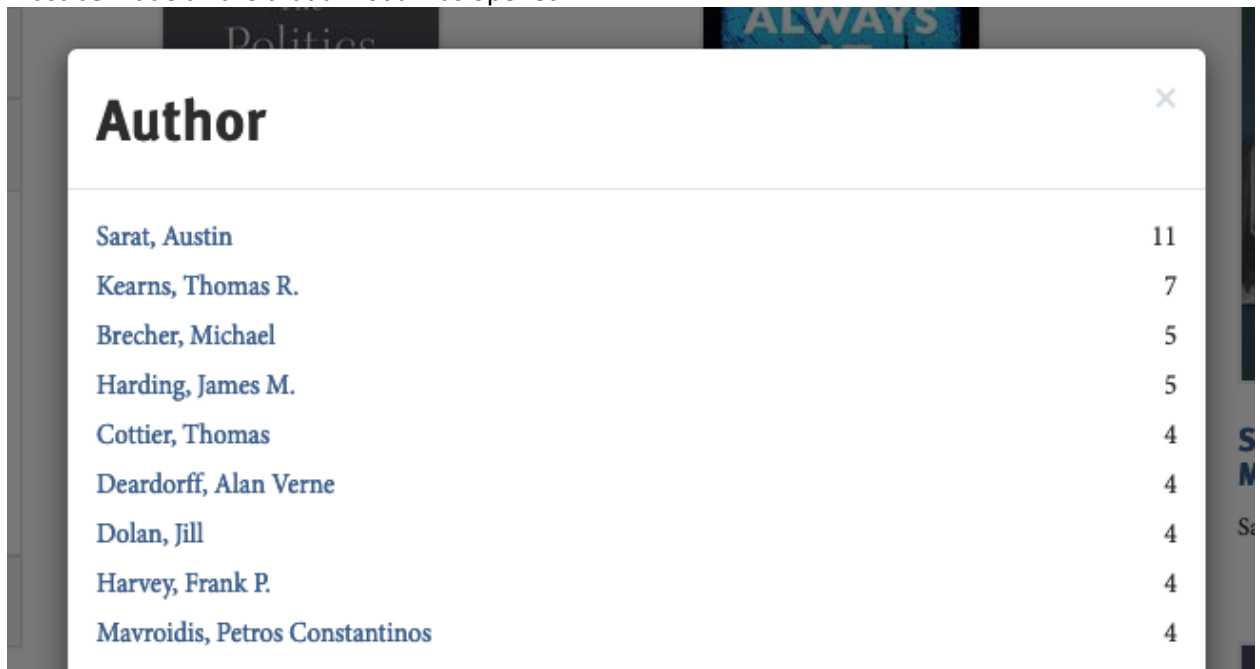 Politics
ALWAYS
Author
×
Sarat, Austin 11
Kearns, Thomas R. 7
Brecher, Michael 5
Harding, James M. 5
Cottier, Thomas 4
Deardorff, Alan Verne 4
Dolan, Jill 4
Harvey, Frank P. 4
Mavroidis, Petros Constantinos 4
S
M
Sa